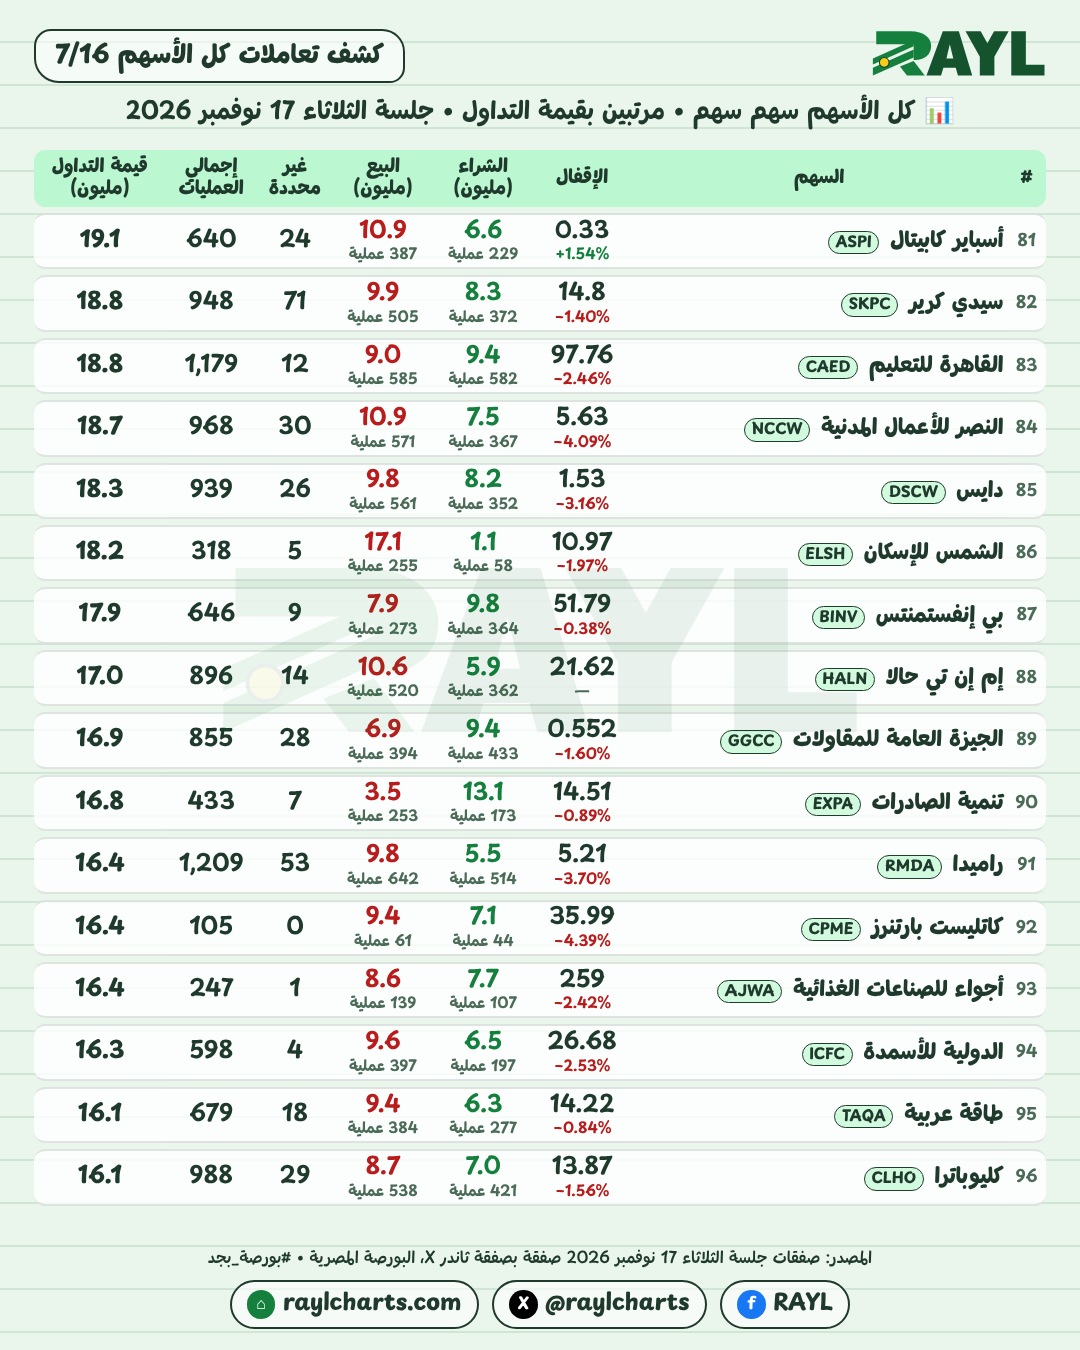 RAYL
كشف تعاملات كل الأسهم 7/16
📊 كل الأسهم سهم سهم • مرتبين بقيمة التداول • جلسة الثلاثاء 17 نوفمبر 2026
# السهم الإقفال الشراء (مليون) البيع (مليون) غير محددة إجمالي العمليات قيمة التداول (مليون)
81 أسباير كابيتال ASPI 0.33 6.6 10.9 24 640 19.1
+1.54% 229 عملية 387 عملية
82 سيدي كرير SKPC 14.8 8.3 9.9 71 948 18.8
-1.40% 372 عملية 505 عملية
83 القاهرة للتعليم CAED 97.76 9.4 9.0 12 1,179 18.8
-2.46% 582 عملية 585 عملية
84 النصر للأعمال المدنية NCCW 5.63 7.5 10.9 30 968 18.7
-4.09% 367 عملية 571 عملية
85 دايس DSCW 1.53 8.2 9.8 26 939 18.3
-3.16% 352 عملية 561 عملية
86 الشمس للإسكان ELSH 10.97 1.1 17.1 5 318 18.2
-1.97% 58 عملية 255 عملية
87 بي إنفستمنتس BINV 51.79 9.8 7.9 9 646 17.9
-0.38% 364 عملية 273 عملية
88 إم إن تي حالا HALN 21.62 5.9 10.6 14 896 17.0
— 362 عملية 520 عملية
89 الجيزة العامة للمقاولات GGCC 0.552 9.4 6.9 28 855 16.9
-1.60% 433 عملية 394 عملية
90 تنمية الصادرات EXPA 14.51 13.1 3.5 7 433 16.8
-0.89% 173 عملية 253 عملية
91 راميدا RMDA 5.21 5.5 9.8 53 1,209 16.4
-3.70% 514 عملية 642 عملية
92 كاتليست بارتنرز CPME 35.99 7.1 9.4 0 105 16.4
-4.39% 44 عملية 61 عملية
93 أجواء للصناعات الغذائية AJWA 259 7.7 8.6 1 247 16.4
-2.42% 107 عملية 139 عملية
94 الدولية للأسمدة ICFC 26.68 6.5 9.6 4 598 16.3
-2.53% 197 عملية 397 عملية
95 طاقة عربية TAQA 14.22 6.3 9.4 18 679 16.1
-0.84% 277 عملية 384 عملية
96 كليوباترا CLHO 13.87 7.0 8.7 29 988 16.1
-1.56% 421 عملية 538 عملية
المصدر: صفقات جلسة الثلاثاء 17 نوفمبر 2026 صفقة بصفقة ثاندر X، البورصة المصرية • #بورصة_بجد
raylcharts.com @raylcharts RAYL